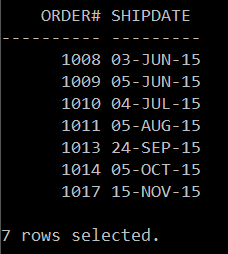 ORDER# SHIPDATE
---------- ---------
1008 03-JUN-15
1009 05-JUN-15
1010 04-JUL-15
1011 05-AUG-15
1013 24-SEP-15
1014 05-OCT-15
1017 15-NOV-15
7 rows selected.